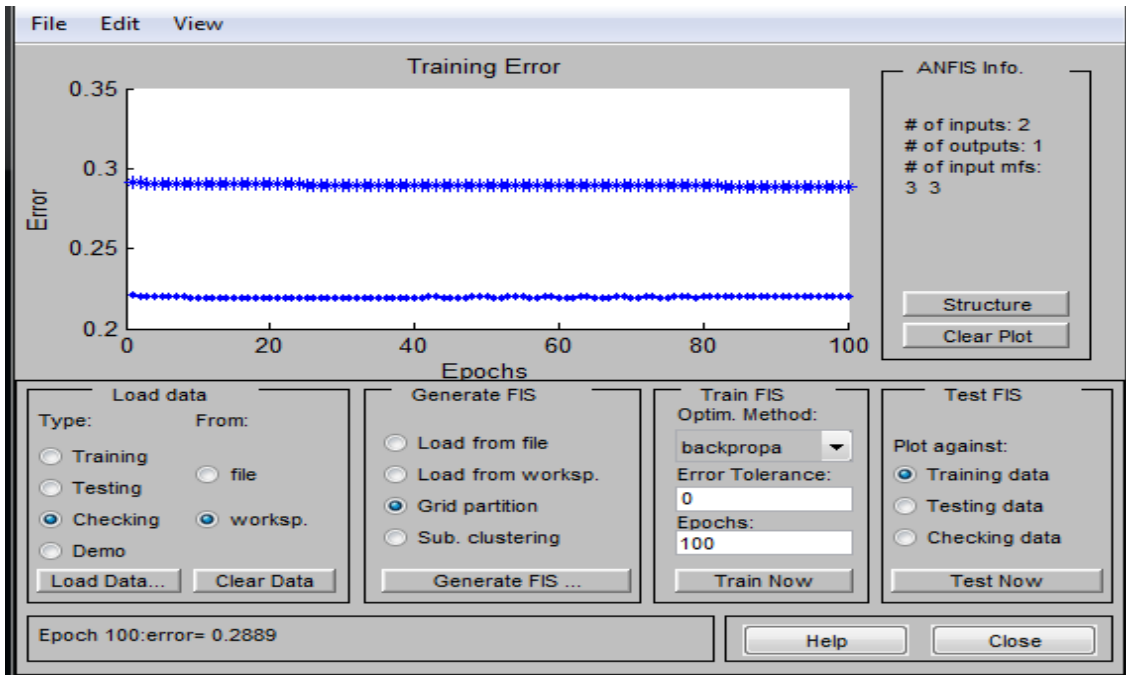 File Edit View
Training Error
0.35
0.3
0.25
0.2
Error
0 20 40 60 80 100
Epochs
ANFIS Info.
# of inputs: 2
# of outputs: 1
# of input mfs:
3 3
Structure
Clear Plot
Load data
Type: From:
Training
Testing
Checking
Demo
file
worksp.
Load Data... Clear Data
Generate FIS
Load from file
Load from worksp.
Grid partition
Sub. clustering
Generate FIS ...
Train FIS
Optim. Method:
backpropa
Error Tolerance:
0
Epochs:
100
Train Now
Test FIS
Plot against:
Training data
Testing data
Checking data
Test Now
Epoch 100:error= 0.2889
Help Close